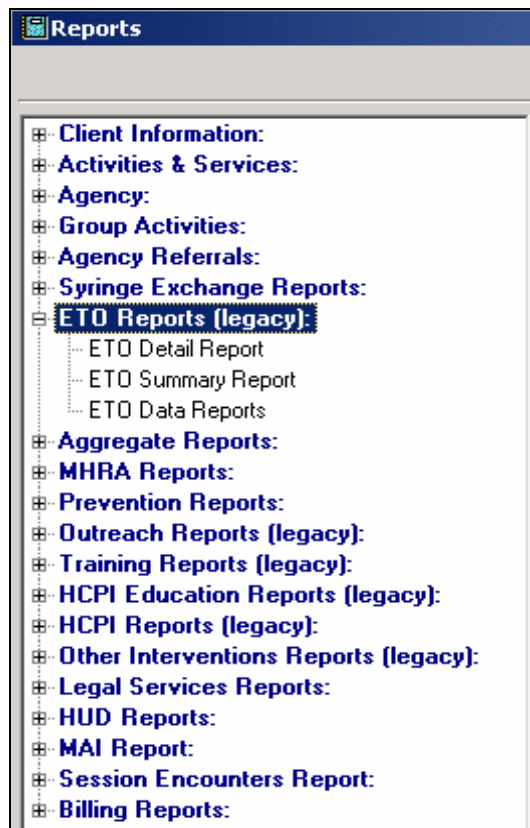 Reports
Client Information:
Activities & Services:
Agency:
Group Activities:
Agency Referrals:
Syringe Exchange Reports:
ETO Reports (legacy):
ETO Detail Report
ETO Summary Report
ETO Data Reports
Aggregate Reports:
MHRA Reports:
Prevention Reports:
Outreach Reports (legacy):
Training Reports (legacy):
HCPI Education Reports (legacy):
HCPI Reports (legacy):
Other Interventions Reports (legacy):
Legal Services Reports:
HUD Reports:
MAI Report:
Session Encounters Report:
Billing Reports: